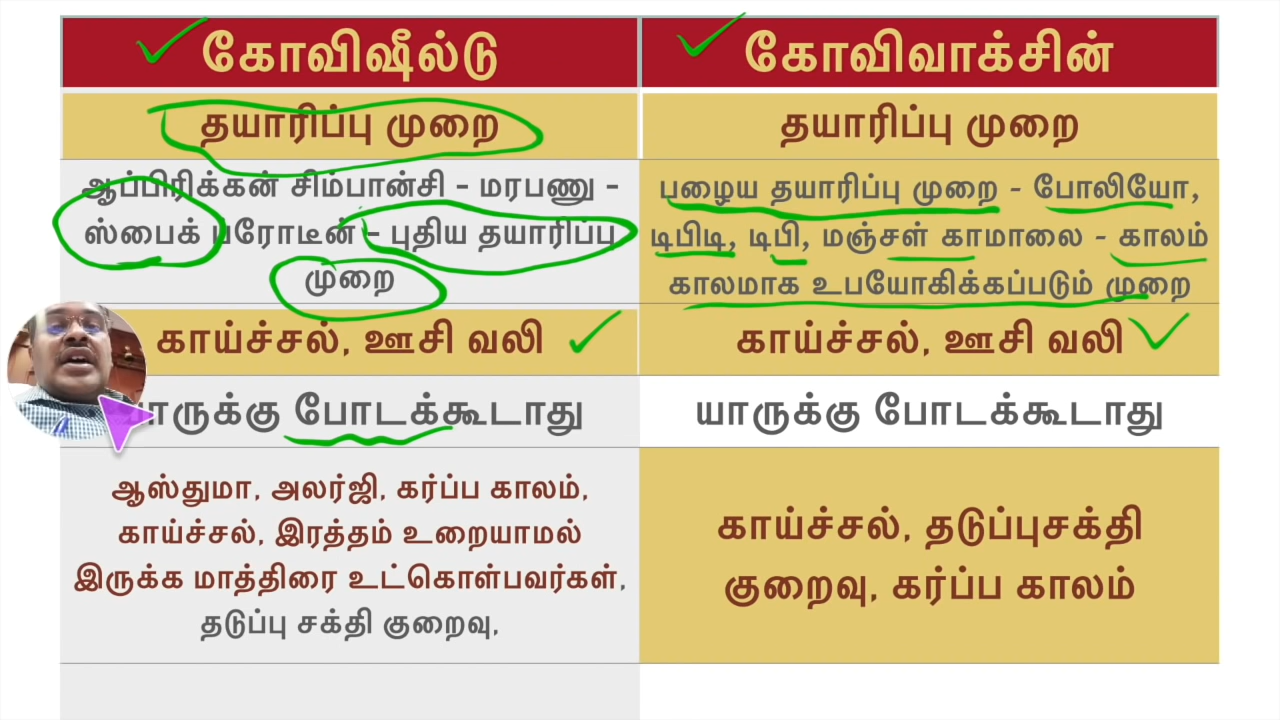 கோவிஷீல்டு
கோவிவாக்சின்
தயாரிப்பு முறை
தயாரிப்பு முறை
ஆப்பிரிக்கன் சிம்பான்சி - மரபணு -
ஸ்பைக் ப்ரோடீன் - புதிய தயாரிப்பு
முறை
பழைய தயாரிப்பு முறை - போலியோ,
டிபிடி, டிபி, மஞ்சள் காமாலை - காலம்
காலமாக உபயோகிக்கப்படும் முறை
காய்ச்சல், ஊசி வலி
காய்ச்சல், ஊசி வலி
யாருக்கு போடக்கூடாது
யாருக்கு போடக்கூடாது
ஆஸ்துமா, அலர்ஜி, கர்ப்ப காலம்,
காய்ச்சல், இரத்தம் உறையாமல்
இருக்க மாத்திரை உட்கொள்பவர்கள்,
தடுப்பு சக்தி குறைவு,
காய்ச்சல், தடுப்புசக்தி
குறைவு, கர்ப்ப காலம்